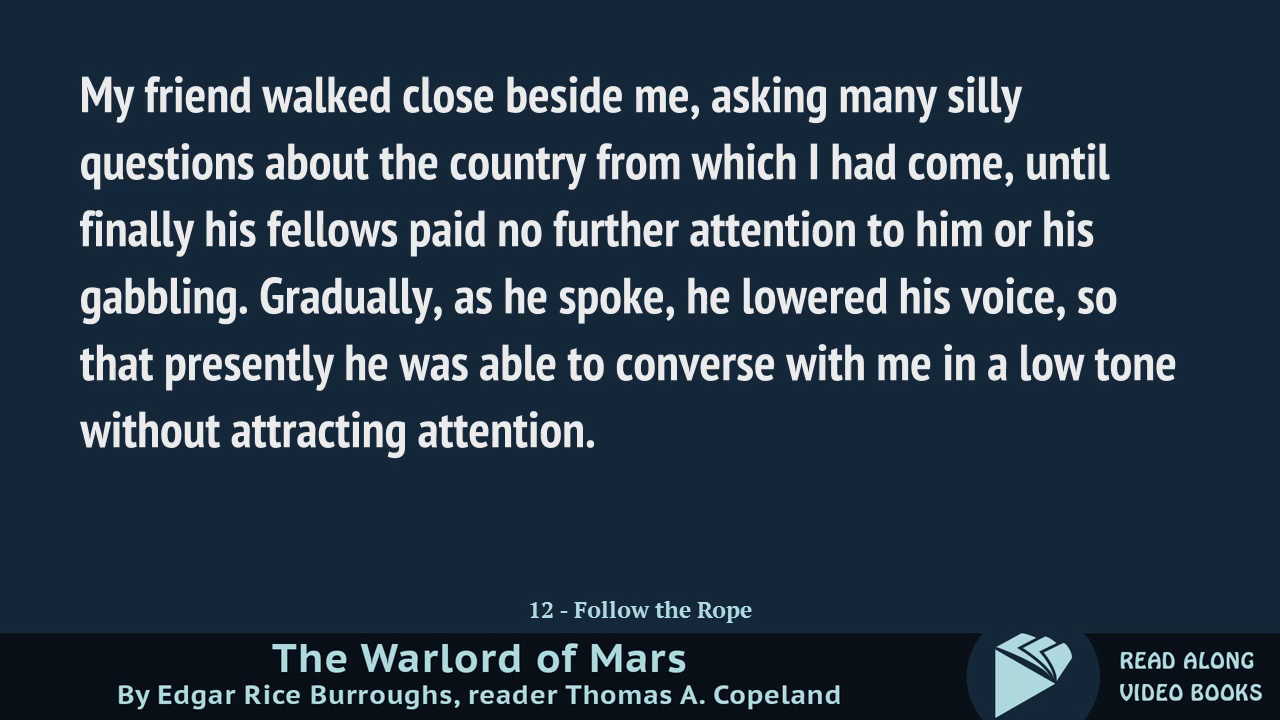 My friend walked close beside me, asking many silly
questions about the country from which I had come, until
finally his fellows paid no further attention to him or his
gabbling. Gradually, as he spoke, he lowered his voice, so
that presently he was able to converse with me in a low tone
without attracting attention.
12 - Follow the Rope
The Warlord of Mars
By Edgar Rice Burroughs, reader Thomas A. Copeland
READ ALONG
VIDEO BOOKS